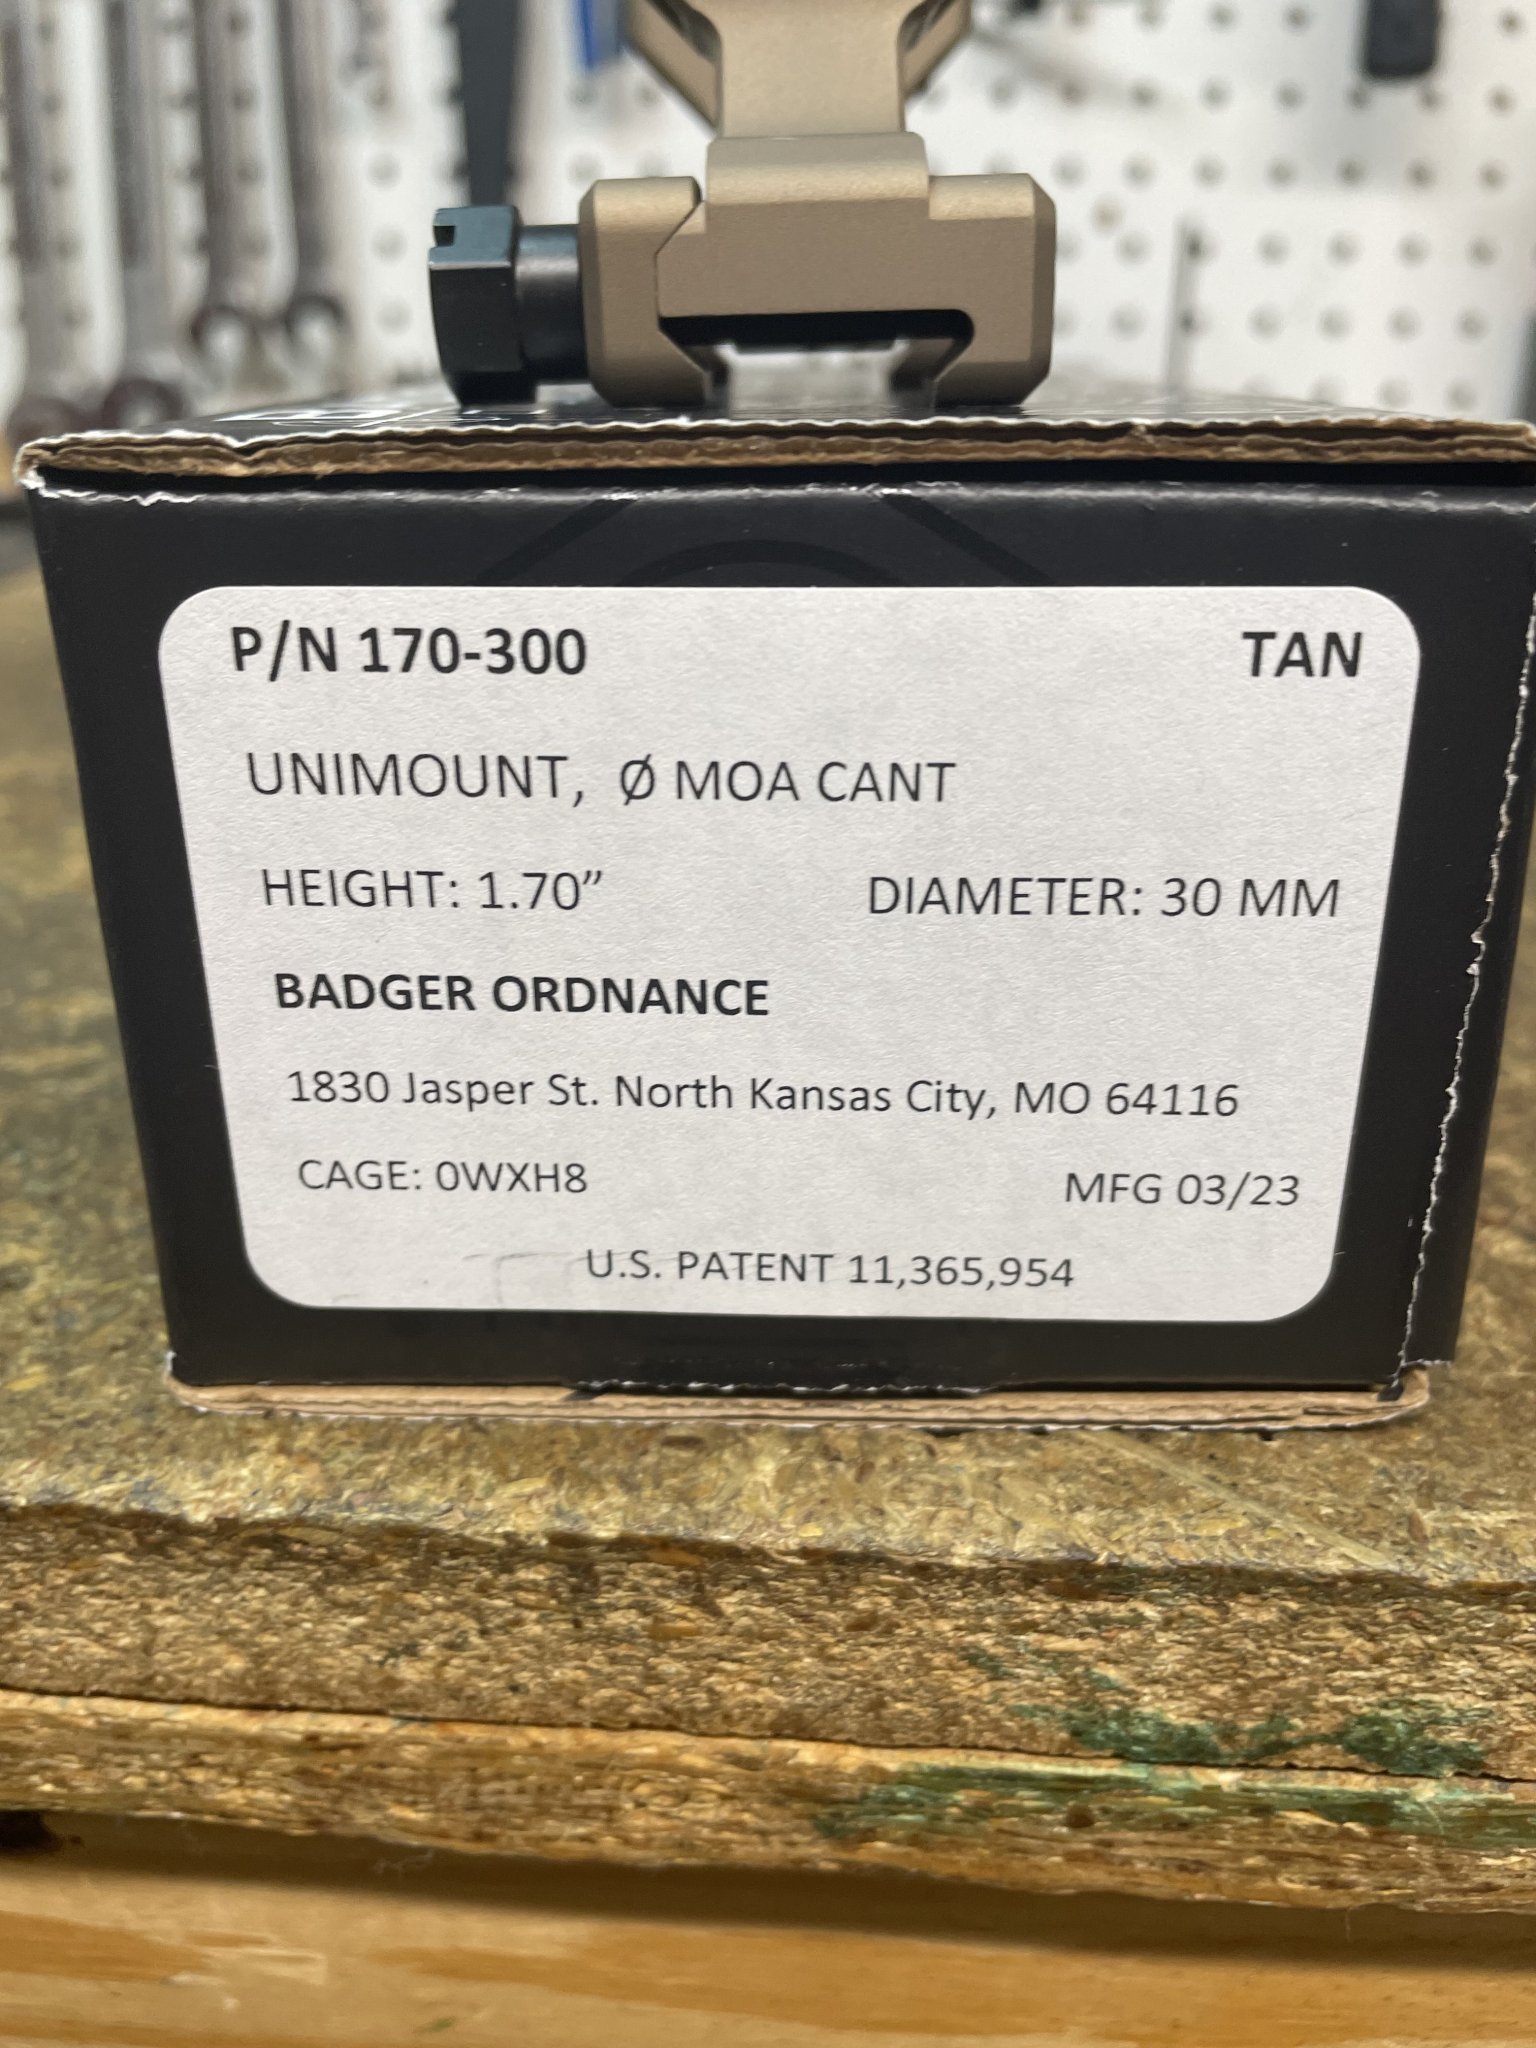 P/N 170-300 TAN
UNIMOUNT, Ø MOA CANT
HEIGHT: 1.70” DIAMETER: 30 MM
BADGER ORDNANCE
1830 Jasper St. North Kansas City, MO 64116
CAGE: 0WXH8 MFG 03/23
U.S. PATENT 11,365,954